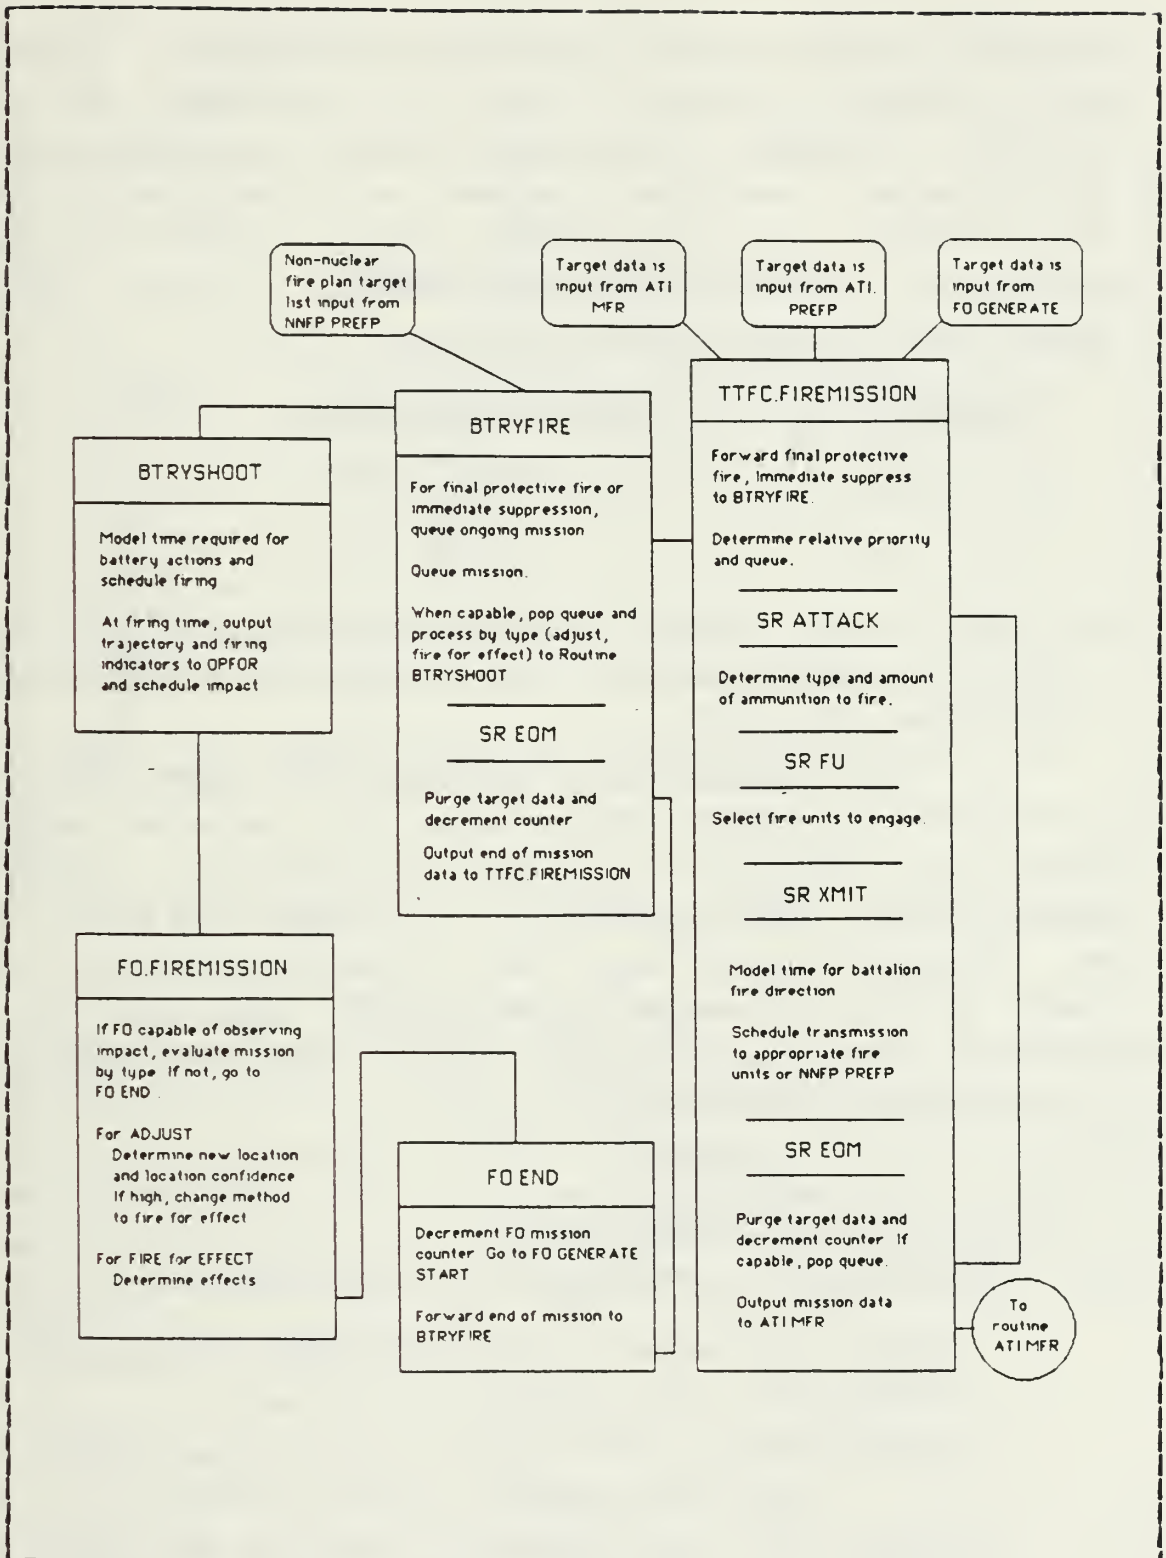 Non-nuclear
fire plan target
list input from
NNFP PREFP
Target data is
input from ATI
MFR
Target data is
input from ATI.
PREFP
Target data is
input from
FO GENERATE
BTRYSHOOT
Model time required for
battery actions and
schedule firing
At firing time, output
trajectory and firing
indicators to OPFOR
and schedule impact
BTRYFIRE
For final protective fire or
immediate suppression,
queue ongoing mission
Queue mission.
When capable, pop queue and
process by type (adjust,
fire for effect) to Routine
BTRYSHOOT
SR EOM
Purge target data and
decrement counter
Output end of mission
data to TTFC.FIREMISSION
TTFC.FIREMISSION
Forward final protective
fire, Immediate suppress
to BTRYFIRE.
Determine relative priority
and queue.
SR ATTACK
Determine type and amount
of ammunition to fire.
SR FU
Select fire units to engage.
SR XMIT
Model time for battalion
fire direction
Schedule transmission
to appropriate fire
units or NNFP PREFP
SR EOM
Purge target data and
decrement counter. If
capable, pop queue.
Output mission data
to ATI MFR
FO.FIREMISSION
If FO capable of observing
impact, evaluate mission
by type If not, go to
FO END.
For ADJUST
Determine new location
and location confidence
If high, change method
to fire for effect
For FIRE for EFFECT
Determine effects
FO END
Decrement FO mission
counter Go to FO GENERATE
START
Forward end of mission to
BTRYFIRE
To
routine
ATI MFR